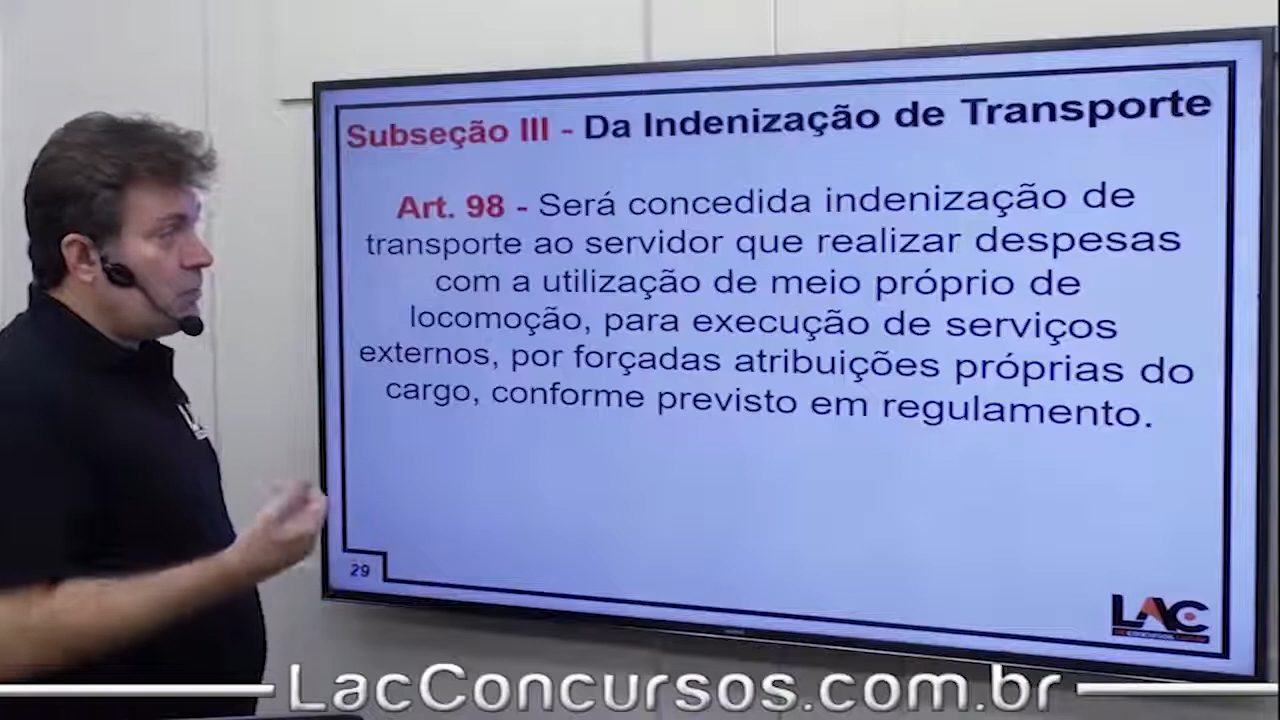 Subseção III - Da Indenização de Transporte
Art. 98 - Será concedida indenização de
transporte ao servidor que realizar despesas
com a utilização de meio próprio de
locomoção, para execução de serviços
externos, por forçadas atribuições próprias do
cargo, conforme previsto em regulamento.
29
LAC
LacConcursos.com.br